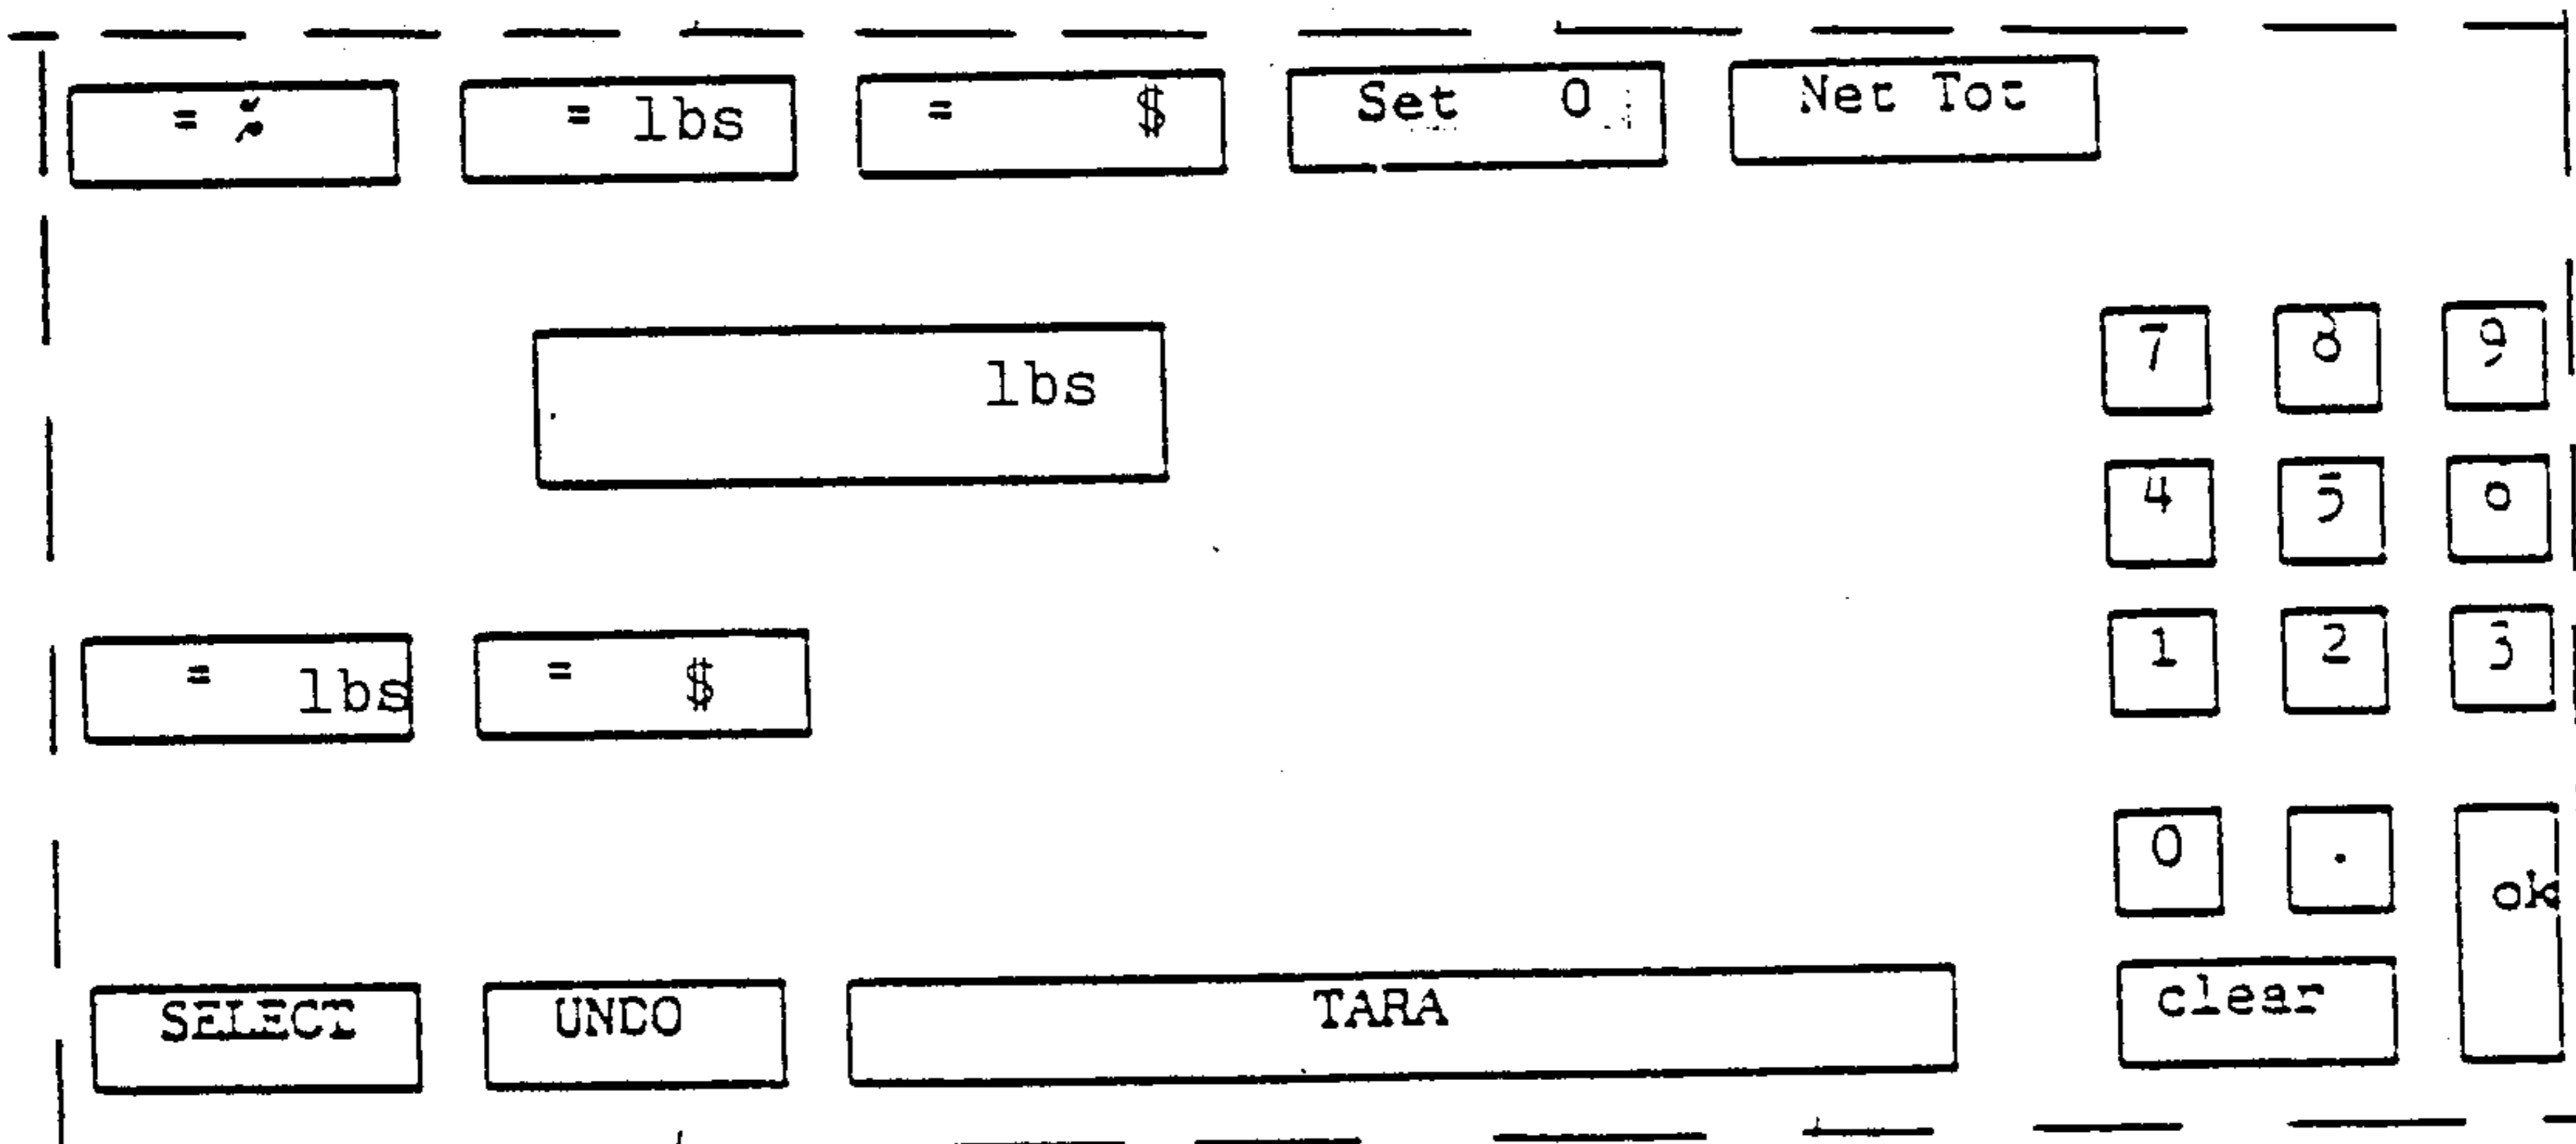 = % = lbs = $ Set 0 Net Tot
lbs
7 8 9
4 5 6
= lbs = $ 1 2 3
0 . ok
SELECT UNDO TARA clear